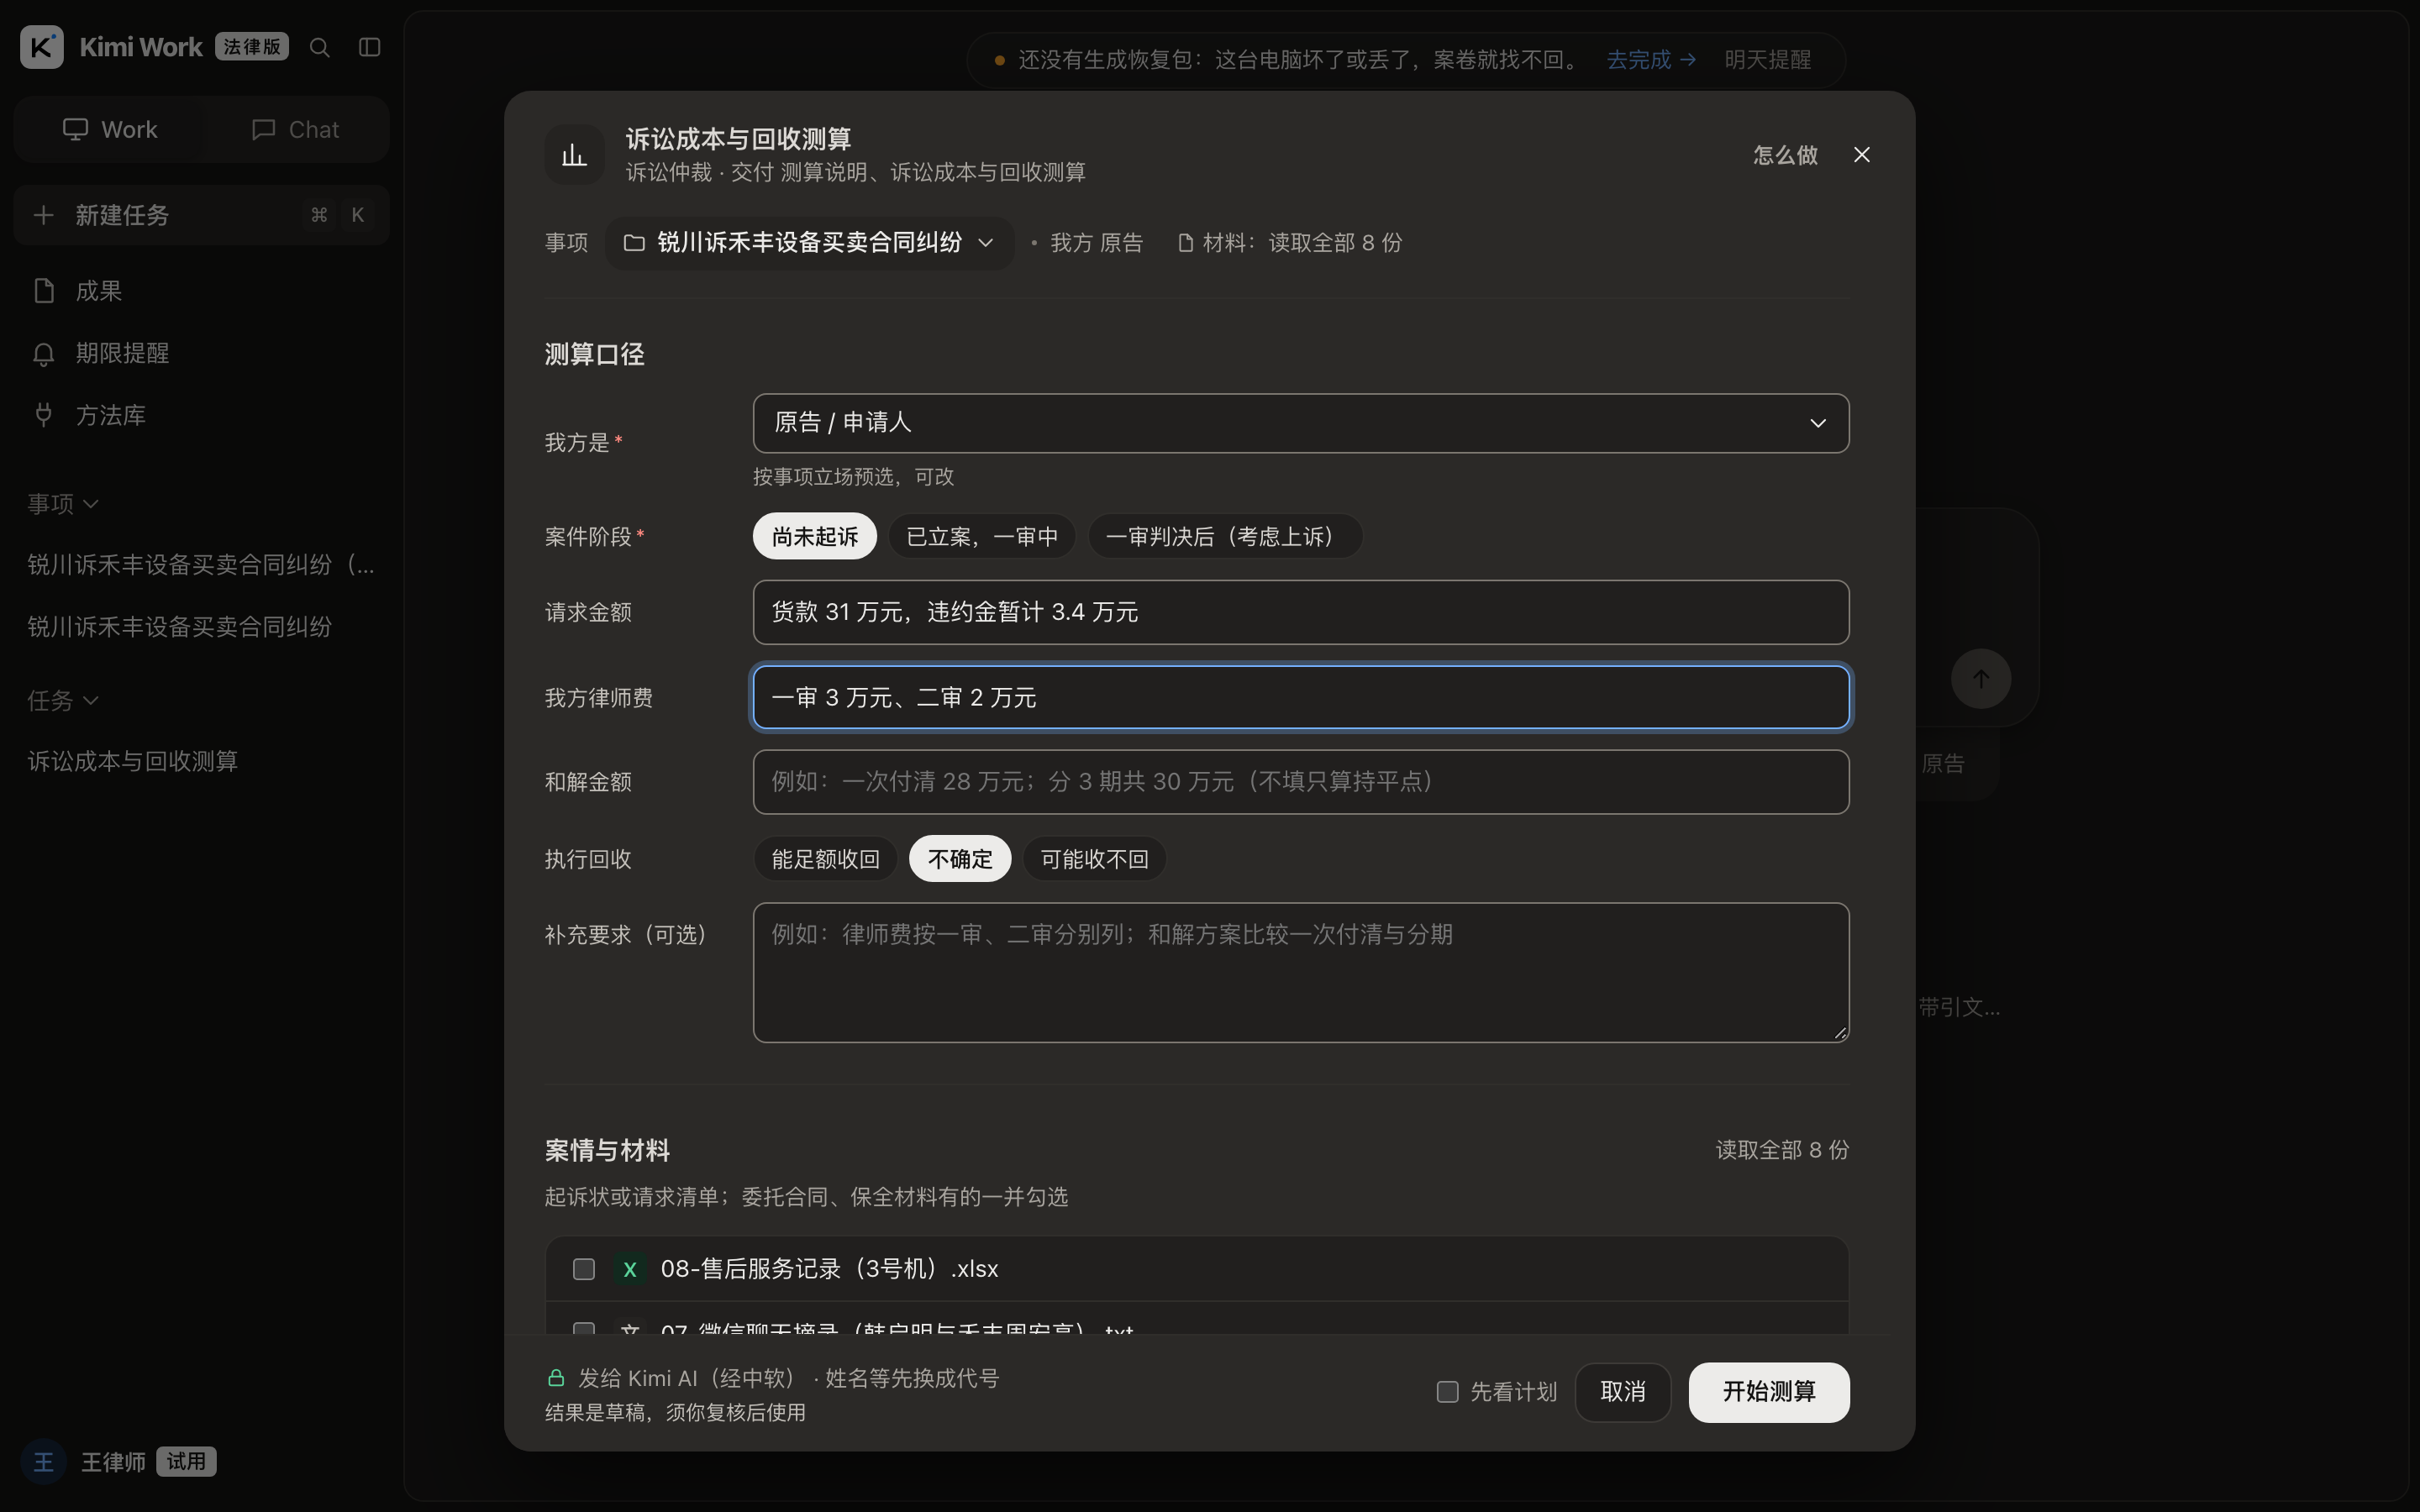 Kimi Work 法律版
Work
Chat
新建任务 ⌘ K
成果
期限提醒
方法库
事项
锐川诉禾丰设备买卖合同纠纷（...
锐川诉禾丰设备买卖合同纠纷
任务
诉讼成本与回收测算
王 王律师 试用
还没有生成恢复包：这台电脑坏了或丢了，案卷就找不回。 去完成 → 明天提醒
诉讼成本与回收测算
诉讼仲裁 · 交付 测算说明、诉讼成本与回收测算
怎么做
事项 锐川诉禾丰设备买卖合同纠纷 • 我方 原告 材料：读取全部 8 份
测算口径
我方是* 原告 / 申请人
按事项立场预选，可改
案件阶段* 尚未起诉 已立案，一审中 一审判决后（考虑上诉）
请求金额 货款 31 万元，违约金暂计 3.4 万元
我方律师费 一审 3 万元、二审 2 万元
和解金额 例如：一次付清 28 万元；分 3 期共 30 万元（不填只算持平点）
执行回收 能足额收回 不确定 可能收不回
补充要求（可选） 例如：律师费按一审、二审分别列；和解方案比较一次付清与分期
案情与材料 读取全部 8 份
起诉状或请求清单；委托合同、保全材料有的一并勾选
X 08-售后服务记录（3号机）.xlsx
文 07-微信聊天摘录（韩启明与禾丰周安亭）.txt
发给 Kimi AI（经中软） · 姓名等先换成代号
结果是草稿，须你复核后使用
先看计划 取消 开始测算
原告
带引文...